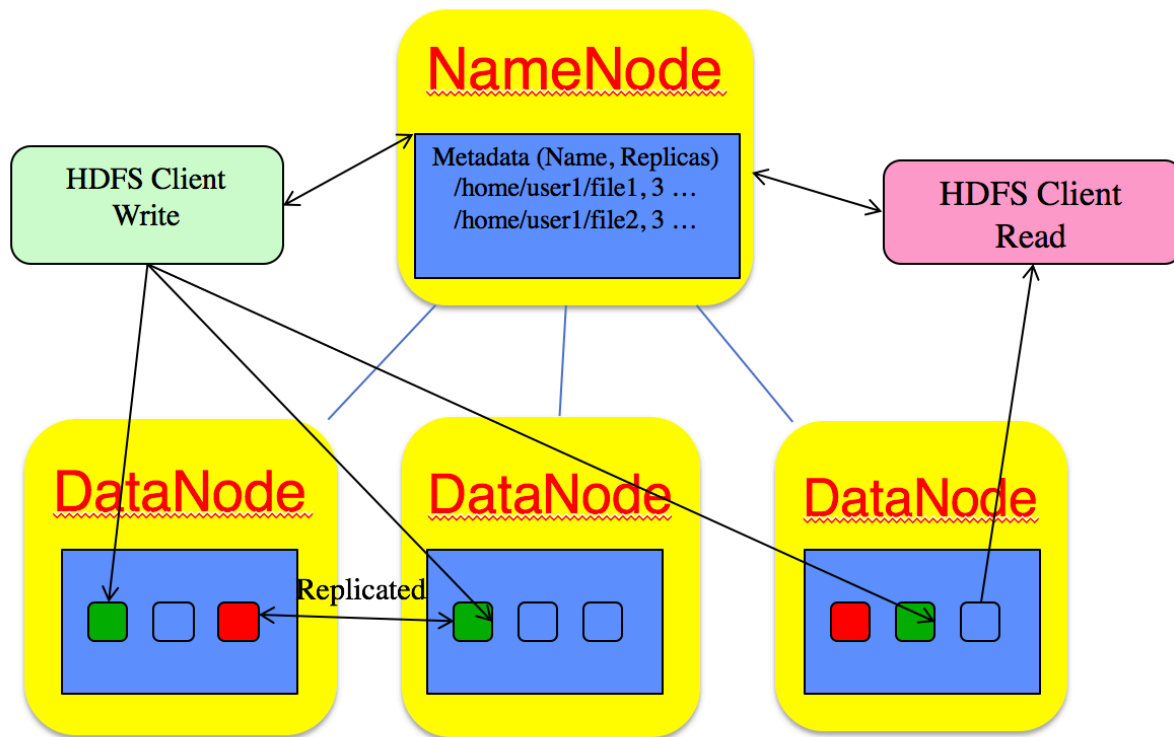 NameNode
Metadata (Name, Replicas)
/home/user1/file1, 3 …
/home/user1/file2, 3 …
HDFS Client
Write
HDFS Client
Read
DataNode
DataNode
DataNode
Replicated